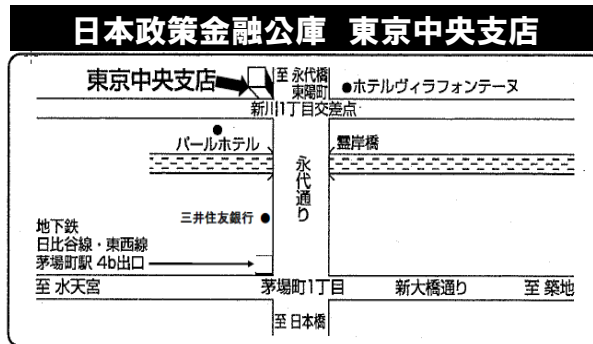 日本政策金融公庫 東京中央支店
東京中央支店
至 永代橋
東陽町
●ホテルヴィラフォンテーヌ
新川1丁目交差点
パールホテル
霊岸橋
永代通り
三井住友銀行 ●
地下鉄
日比谷線・東西線
茅場町駅 4b出口
至 水天宮
茅場町1丁目
新大橋通り
至 築地
至 日本橋